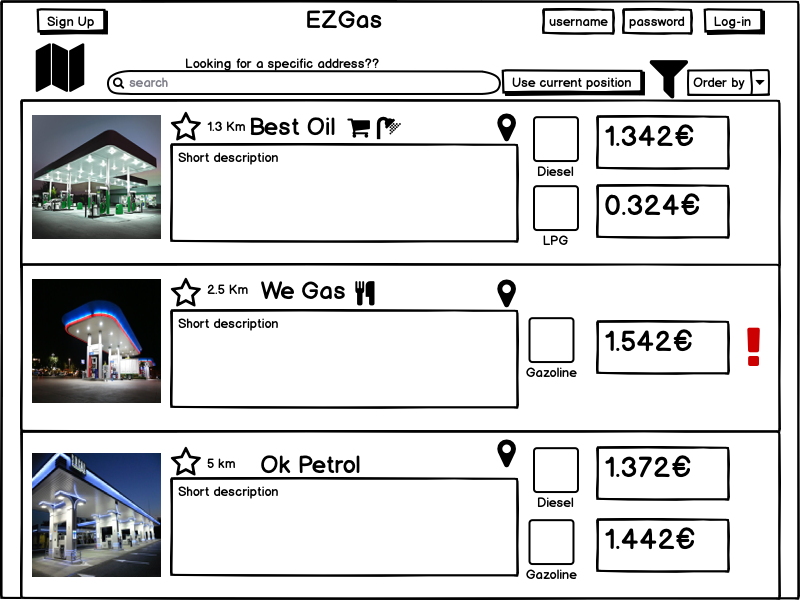 Sign Up
EZGas
username
password
Log-in
Looking for a specific address??
search
Use current position
Order by
1.3 Km
Best Oil
Short description
Diesel
1.342€
LPG
0.324€
2.5 Km
We Gas
Short description
Gazoline
1.542€
!
5 km
Ok Petrol
Short description
Diesel
1.372€
Gazoline
1.442€